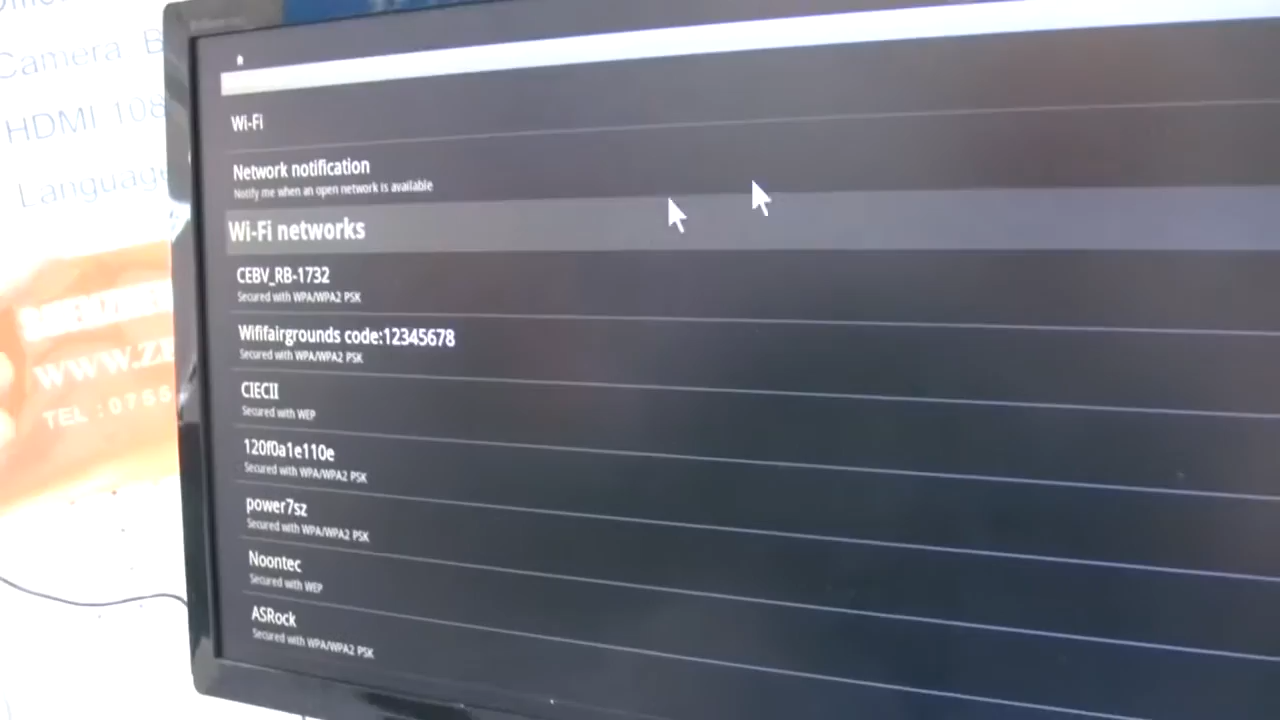 Camera
HDMI 108
Language
WWW.ZE
TEL : 0756
Wi-Fi
Network notification
Notify me when an open network is available
Wi-Fi networks
CEBV_RB-1732
Secured with WPA/WPA2 PSK
Wififairgrounds code:12345678
Secured with WPA/WPA2 PSK
CIECII
Secured with WEP
120f0a1e110e
Secured with WPA/WPA2 PSK
power7sz
Secured with WPA/WPA2 PSK
Noontec
Secured with WEP
ASRock
Secured with WPA/WPA2 PSK